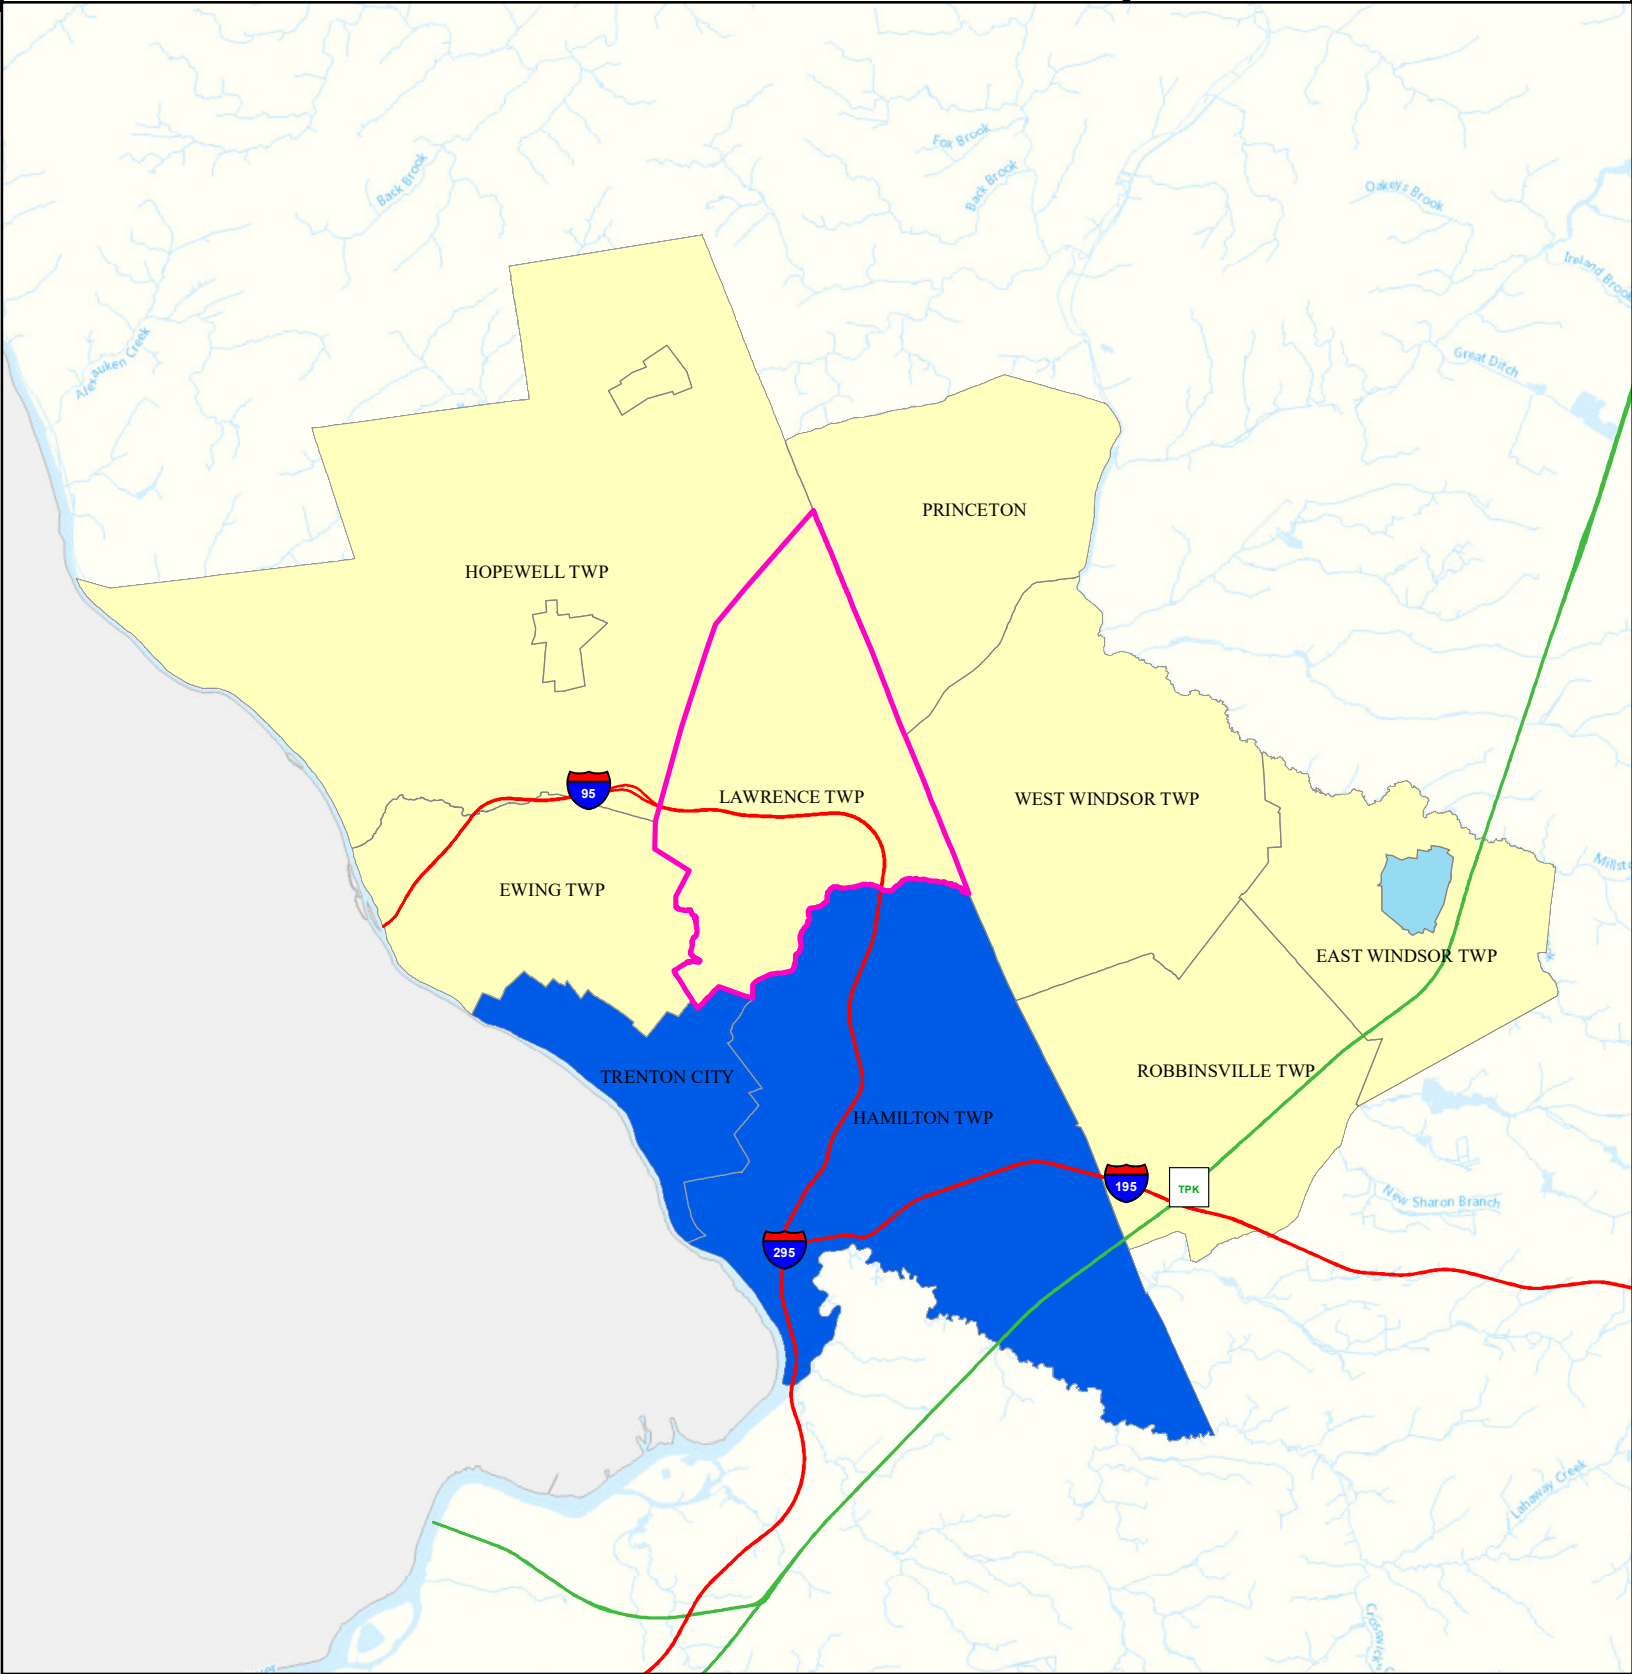 Fox Brook
Back Brook
Back Brook
Oakeys Brook
Ireland Brook
Alexauken Creek
Great Ditch
PRINCETON
HOPEWELL TWP
95
LAWRENCE TWP
WEST WINDSOR TWP
EWING TWP
EAST WINDSOR TWP
TRENTON CITY
ROBBINSVILLE TWP
HAMILTON TWP
195
TPK
New Sharon Branch
295
Lahaway Creek